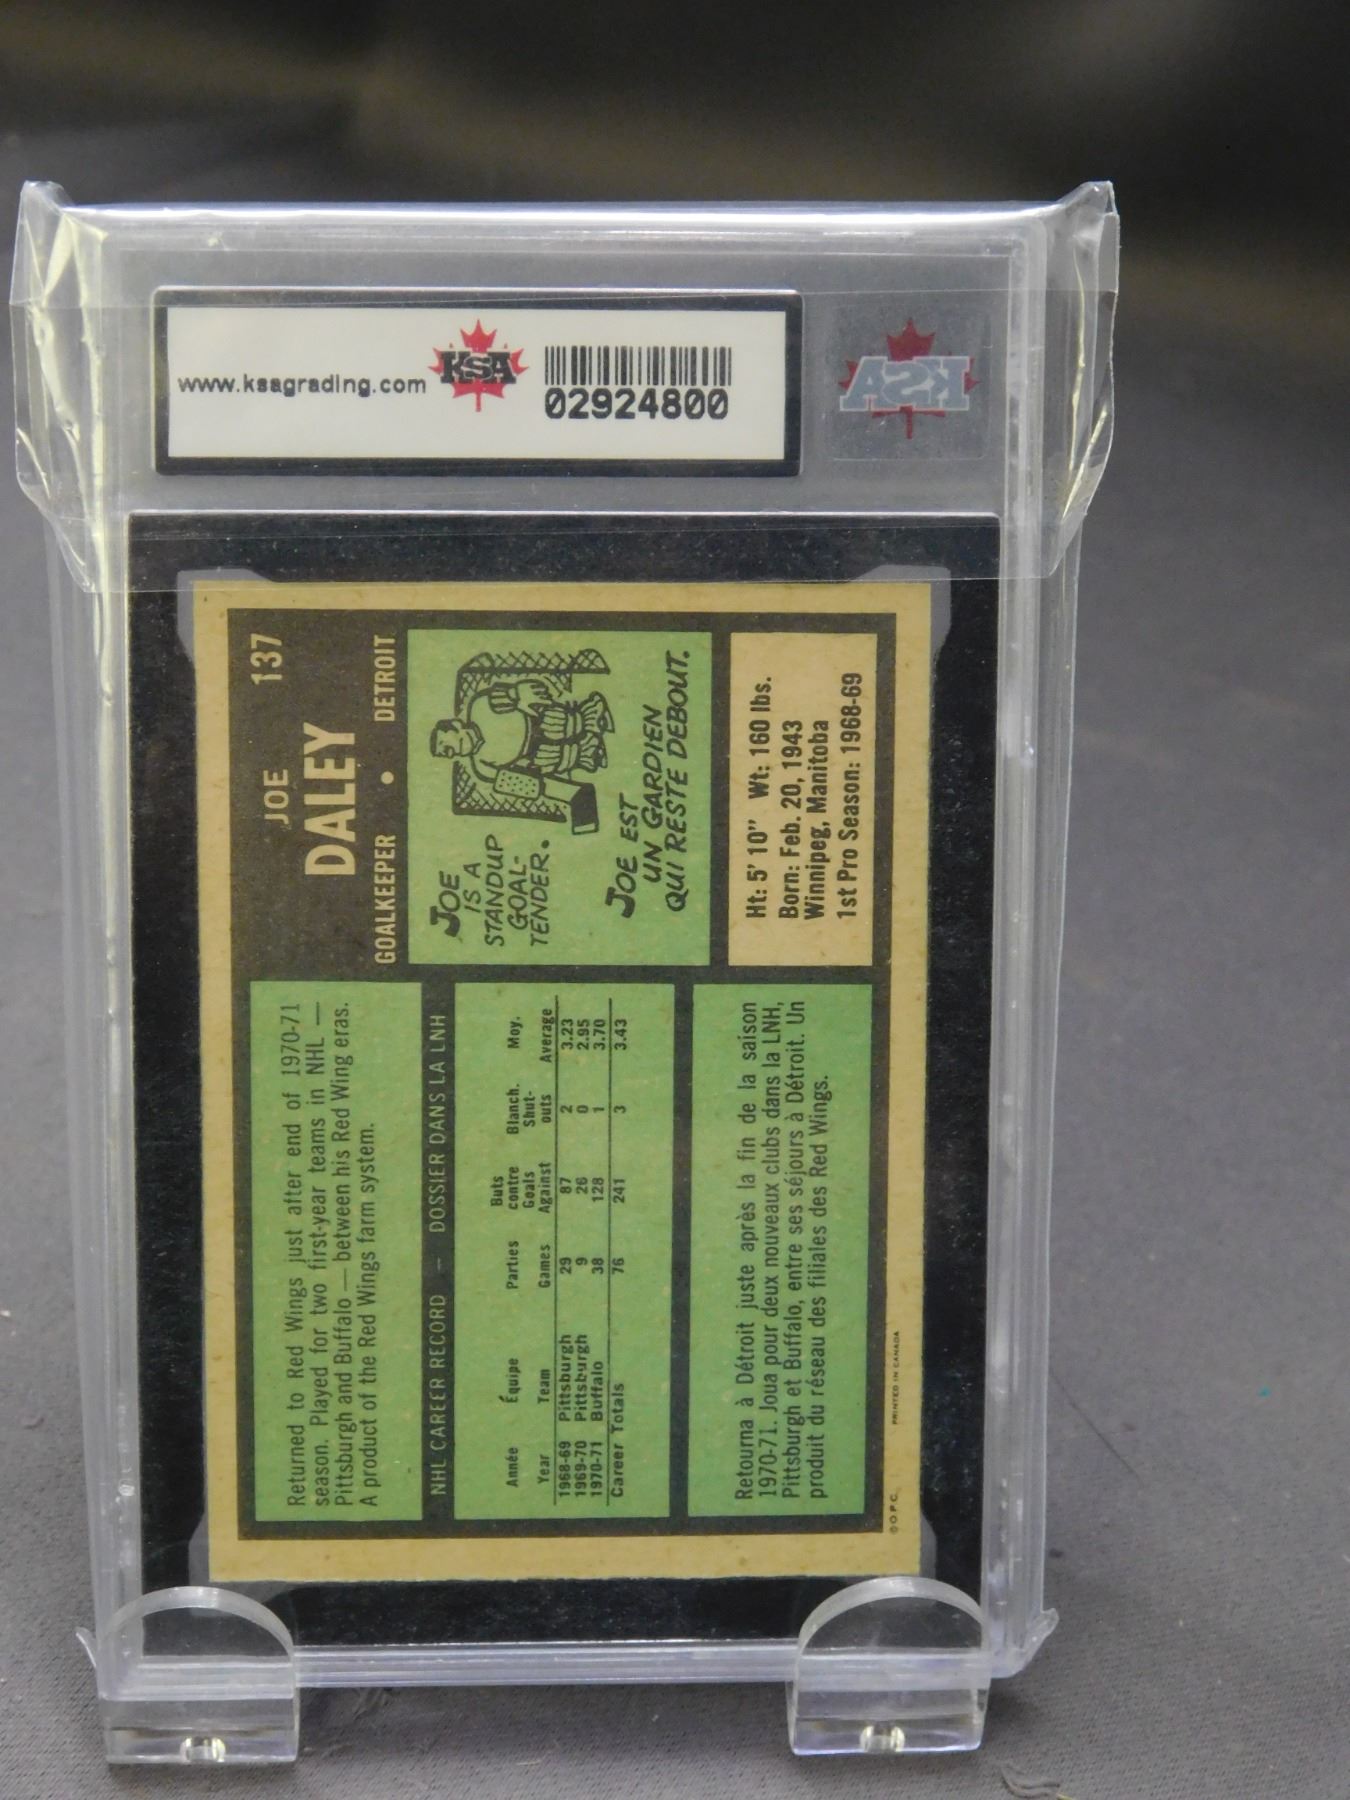 www.ksagrading.com
KSA
02924800
KSA
137
JOE
DALEY
GOALKEEPER • DETROIT
JOE
IS A
STANDUP
GOAL-
TENDER.
JOE EST
UN GARDIEN
QUI RESTE DEBOUT.
Ht: 5' 10" Wt: 160 lbs.
Born: Feb. 20, 1943
Winnipeg, Manitoba
1st Pro Season: 1968-69
Returned to Red Wings just after end of 1970-71
season. Played for two first-year teams in NHL —
Pittsburgh and Buffalo — between his Red Wing eras.
A product of the Red Wings farm system.
NHL CAREER RECORD — DOSSIER DANS LA LNH
Année Équipe Parties Buts contre Blanch. Moy.
Year Team Games Goals Against Shut-outs Average
1968-69 Pittsburgh 29 87 2 3.23
1969-70 Pittsburgh 9 26 0 2.95
1970-71 Buffalo 38 128 1 3.70
Career Totals 76 241 3 3.43
Retourna à Détroit juste après la fin de la saison
1970-71. Joua pour deux nouveaux clubs dans la LNH,
Pittsburgh et Buffalo, entre ses séjours à Détroit. Un
produit du réseau des filiales des Red Wings.
© O.P.C. PRINTED IN CANADA